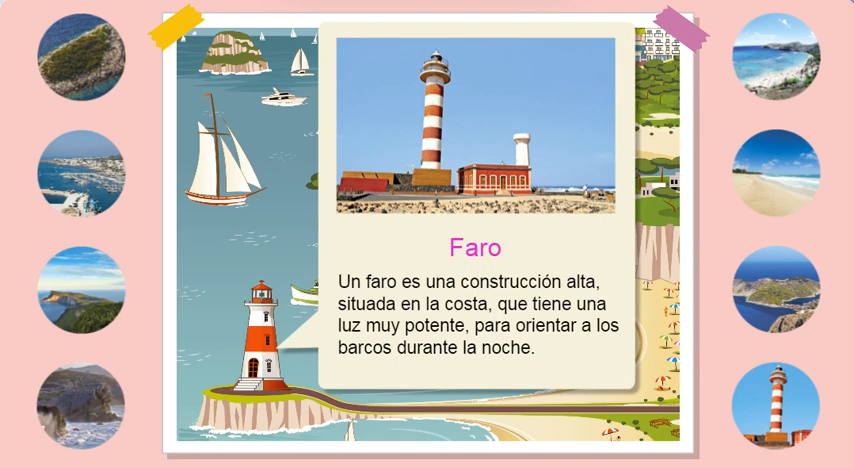 Faro
Un faro es una construcción alta,
situada en la costa, que tiene una
luz muy potente, para orientar a los
barcos durante la noche.